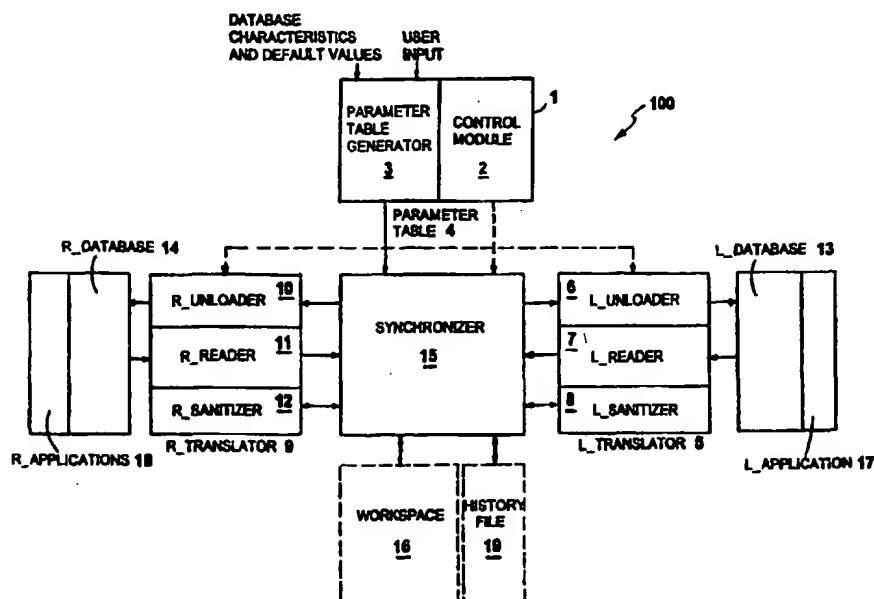 DATABASE
CHARACTERISTICS
AND DEFAULT VALUES
USER
INPUT
1
100
PARAMETER
TABLE
GENERATOR
3
CONTROL
MODULE
2
PARAMETER
TABLE 4
R_DATABASE 14
L_DATABASE 13
R_UNLOADER 10
R_READER 11
R_SANITIZER 12
SYNCHRONIZER
15
6 L_UNLOADER
7 L_READER
8 L_SANITIZER
R_APPLICATIONS 18
R_TRANSLATOR 9
L_TRANSLATOR 5
L_APPLICATION 17
WORKSPACE
16
HISTORY
FILE
19